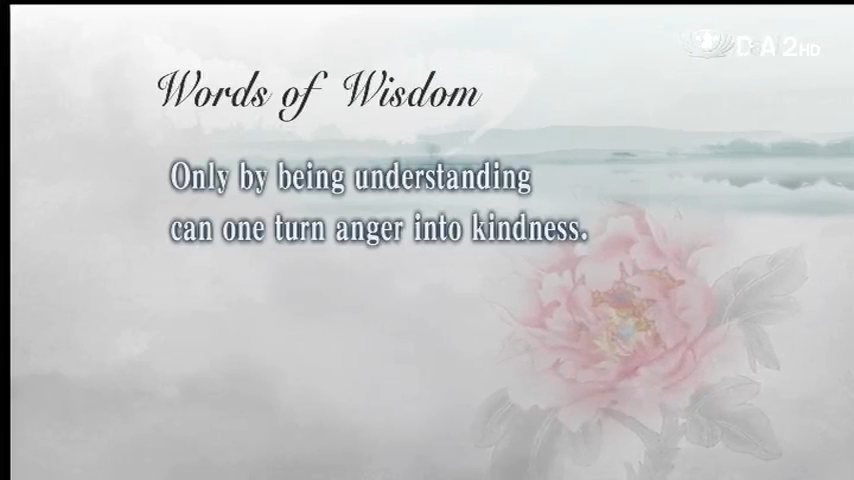 Words of Wisdom
Only by being understanding
can one turn anger into kindness.